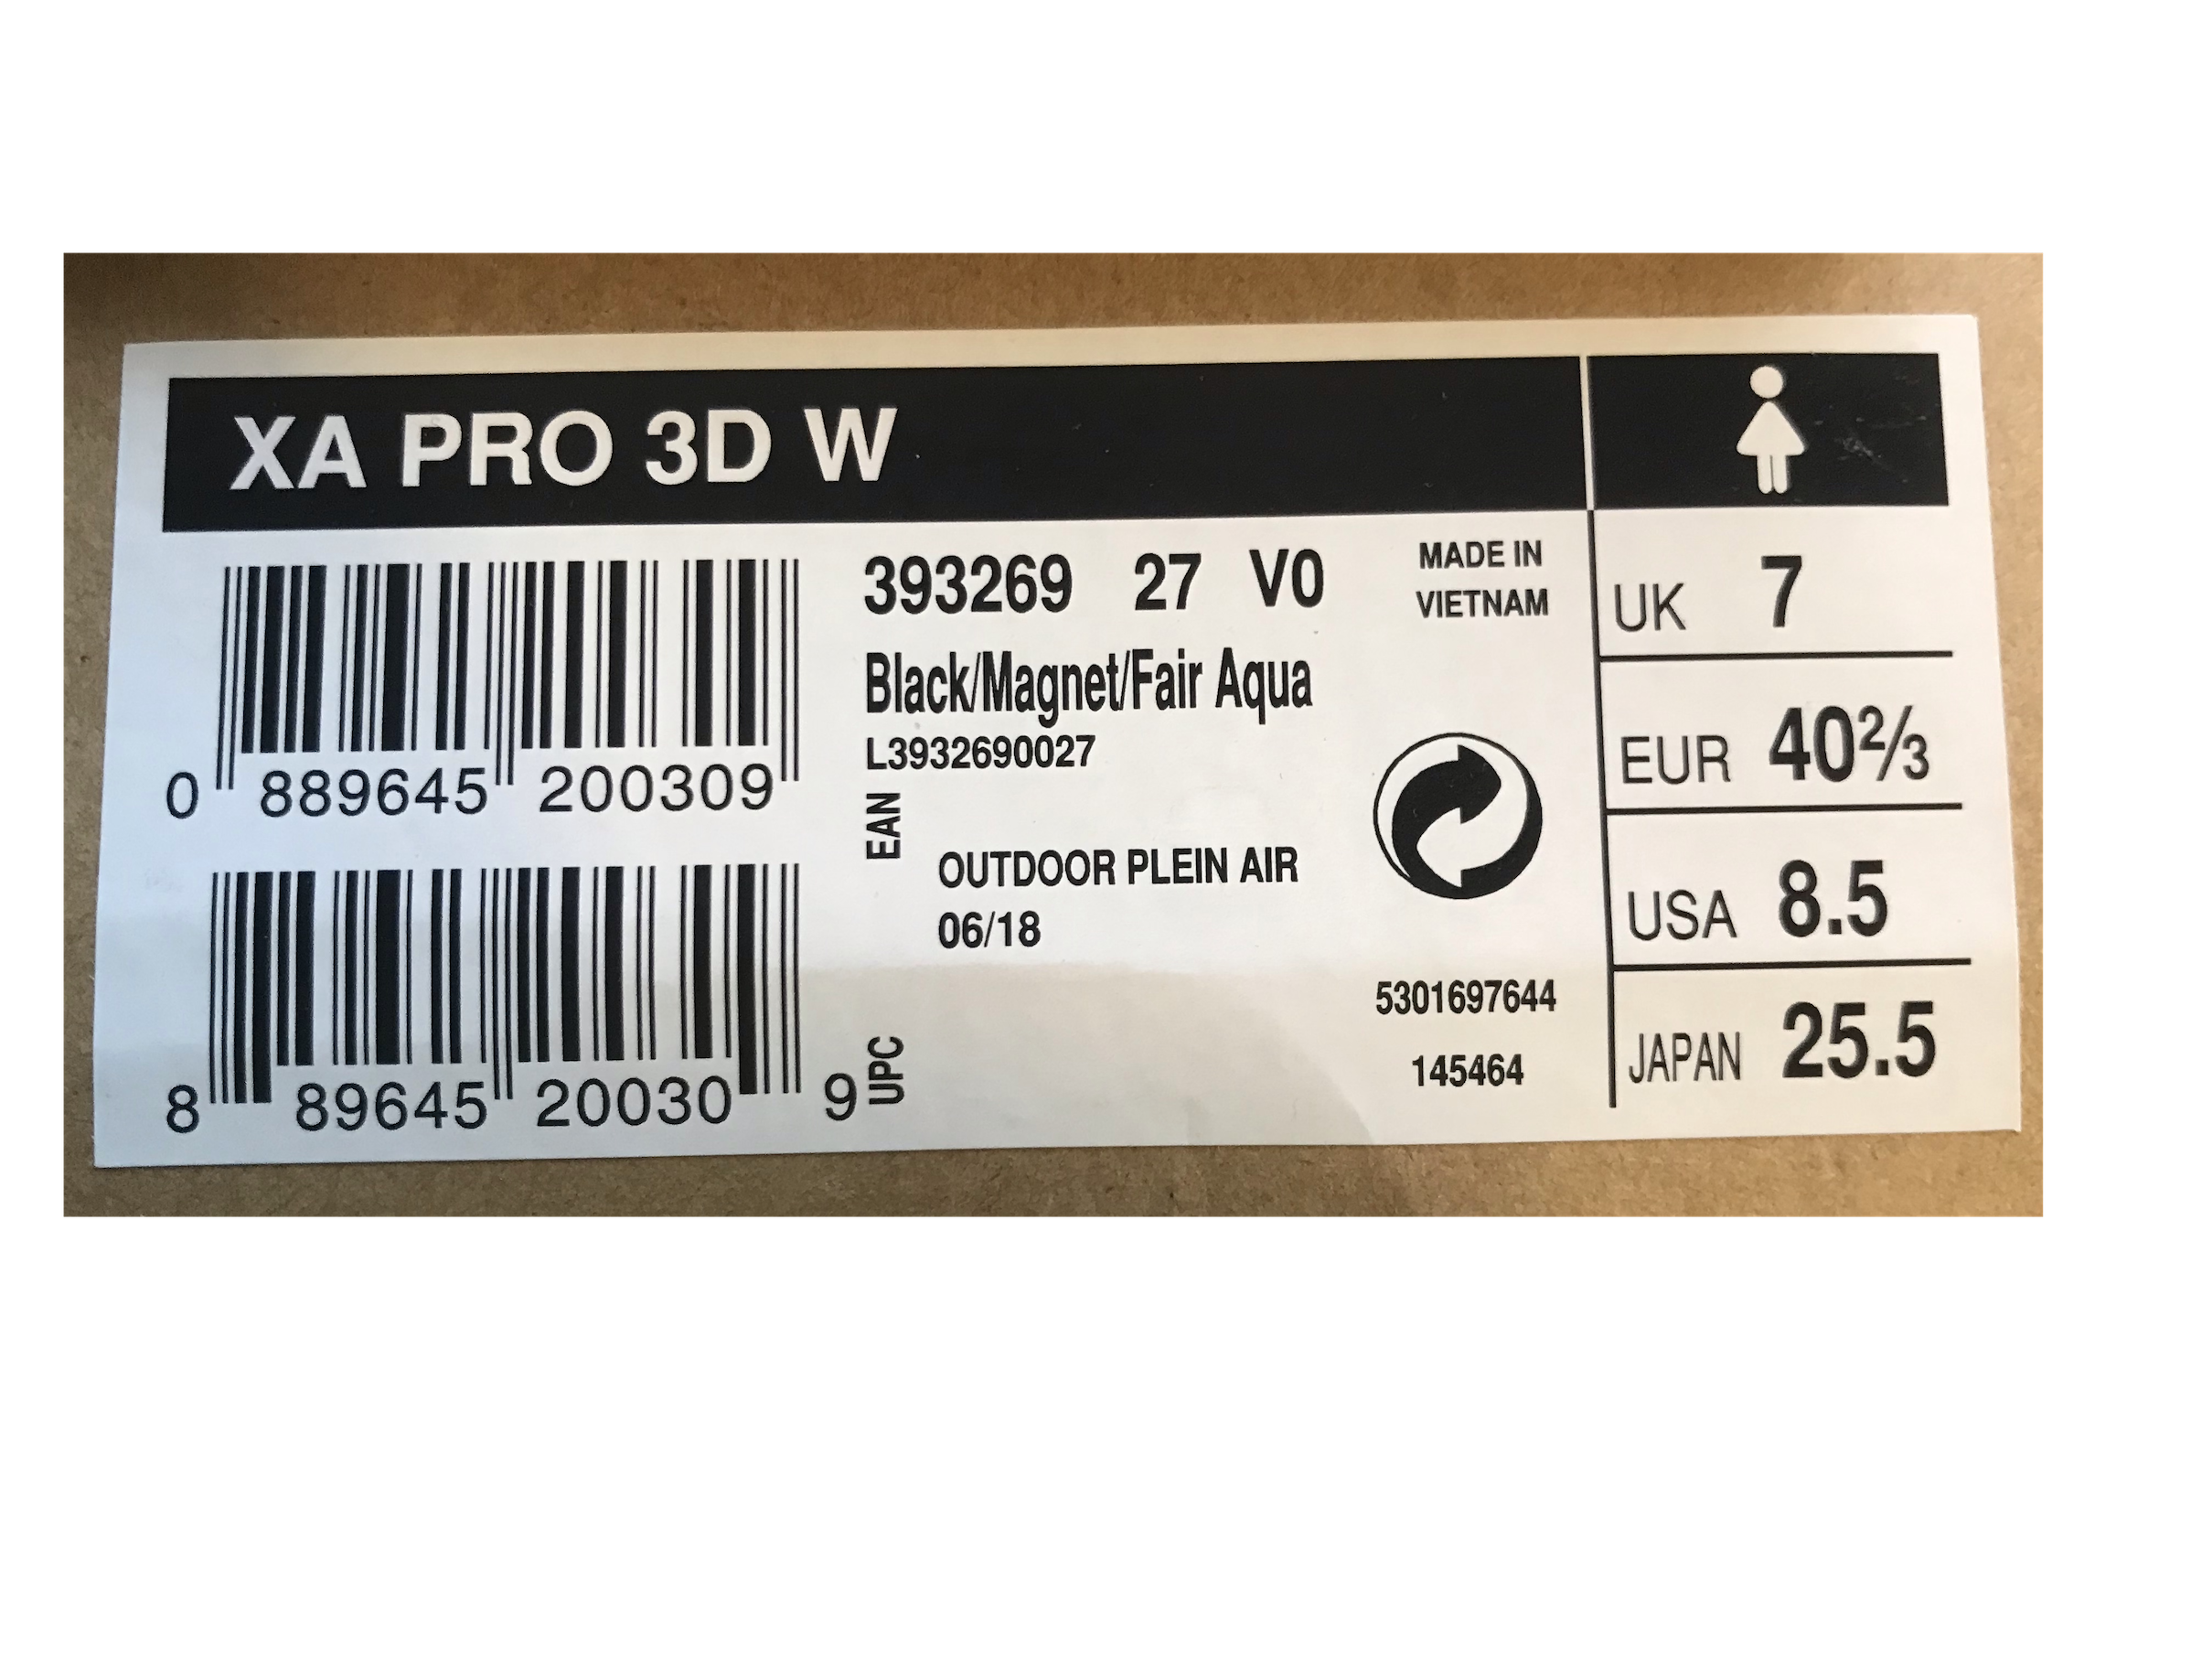 XA PRO 3D W
393269 27 V0
Black/Magnet/Fair Aqua
L3932690027
MADE IN
VIETNAM
0 889645 200309
EAN
OUTDOOR PLEIN AIR
06/18
8 89645 20030 9
UPC
5301697644
145464
UK 7
EUR 40⅔
USA 8.5
JAPAN 25.5